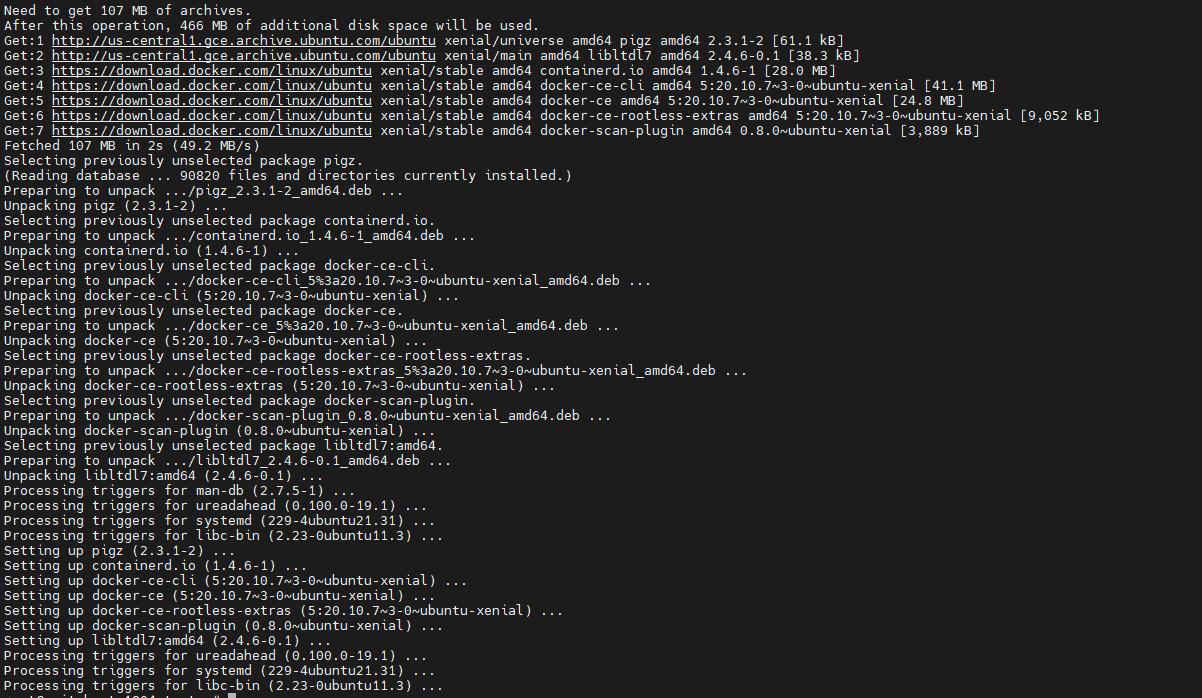 Need to get 107 MB of archives.
After this operation, 466 MB of additional disk space will be used.
Get:1 http://us-central1.gce.archive.ubuntu.com/ubuntu xenial/universe amd64 pigz amd64 2.3.1-2 [61.1 kB]
Get:2 http://us-central1.gce.archive.ubuntu.com/ubuntu xenial/main amd64 libltdl7 amd64 2.4.6-0.1 [38.3 kB]
Get:3 https://download.docker.com/linux/ubuntu xenial/stable amd64 containerd.io amd64 1.4.6-1 [28.0 MB]
Get:4 https://download.docker.com/linux/ubuntu xenial/stable amd64 docker-ce-cli amd64 5:20.10.7~3-0~ubuntu-xenial [41.1 MB]
Get:5 https://download.docker.com/linux/ubuntu xenial/stable amd64 docker-ce amd64 5:20.10.7~3-0~ubuntu-xenial [24.8 MB]
Get:6 https://download.docker.com/linux/ubuntu xenial/stable amd64 docker-ce-rootless-extras amd64 5:20.10.7~3-0~ubuntu-xenial [9,052 kB]
Get:7 https://download.docker.com/linux/ubuntu xenial/stable amd64 docker-scan-plugin amd64 0.8.0~ubuntu-xenial [3,889 kB]
Fetched 107 MB in 2s (49.2 MB/s)
Selecting previously unselected package pigz.
(Reading database ... 90820 files and directories currently installed.)
Preparing to unpack .../pigz_2.3.1-2_amd64.deb ...
Unpacking pigz (2.3.1-2) ...
Selecting previously unselected package containerd.io.
Preparing to unpack .../containerd.io_1.4.6-1_amd64.deb ...
Unpacking containerd.io (1.4.6-1) ...
Selecting previously unselected package docker-ce-cli.
Preparing to unpack .../docker-ce-cli_5%3a20.10.7~3-0~ubuntu-xenial_amd64.deb ...
Unpacking docker-ce-cli (5:20.10.7~3-0~ubuntu-xenial) ...
Selecting previously unselected package docker-ce.
Preparing to unpack .../docker-ce_5%3a20.10.7~3-0~ubuntu-xenial_amd64.deb ...
Unpacking docker-ce (5:20.10.7~3-0~ubuntu-xenial) ...
Selecting previously unselected package docker-ce-rootless-extras.
Preparing to unpack .../docker-ce-rootless-extras_5%3a20.10.7~3-0~ubuntu-xenial_amd64.deb ...
Unpacking docker-ce-rootless-extras (5:20.10.7~3-0~ubuntu-xenial) ...
Selecting previously unselected package docker-scan-plugin.
Preparing to unpack .../docker-scan-plugin_0.8.0~ubuntu-xenial_amd64.deb ...
Unpacking docker-scan-plugin (0.8.0~ubuntu-xenial) ...
Selecting previously unselected package libltdl7:amd64.
Preparing to unpack .../libltdl7_2.4.6-0.1_amd64.deb ...
Unpacking libltdl7:amd64 (2.4.6-0.1) ...
Processing triggers for man-db (2.7.5-1) ...
Processing triggers for ureadahead (0.100.0-19.1) ...
Processing triggers for systemd (229-4ubuntu21.31) ...
Processing triggers for libc-bin (2.23-0ubuntu11.3) ...
Setting up pigz (2.3.1-2) ...
Setting up containerd.io (1.4.6-1) ...
Setting up docker-ce-cli (5:20.10.7~3-0~ubuntu-xenial) ...
Setting up docker-ce (5:20.10.7~3-0~ubuntu-xenial) ...
Setting up docker-ce-rootless-extras (5:20.10.7~3-0~ubuntu-xenial) ...
Setting up docker-scan-plugin (0.8.0~ubuntu-xenial) ...
Setting up libltdl7:amd64 (2.4.6-0.1) ...
Processing triggers for ureadahead (0.100.0-19.1) ...
Processing triggers for systemd (229-4ubuntu21.31) ...
Processing triggers for libc-bin (2.23-0ubuntu11.3) ...